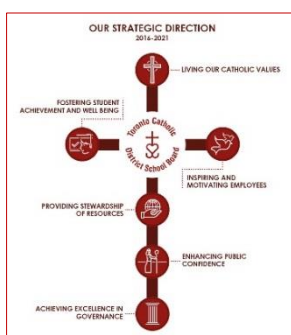 OUR STRATEGIC DIRECTION
2016-2021
LIVING OUR CATHOLIC VALUES
FOSTERING STUDENT
ACHIEVEMENT AND WELL BEING
Toronto Catholic
District School Board
INSPIRING AND
MOTIVATING EMPLOYEES
PROVIDING STEWARDSHIP
OF RESOURCES
ENHANCING PUBLIC
CONFIDENCE
ACHIEVING EXCELLENCE IN
GOVERNANCE